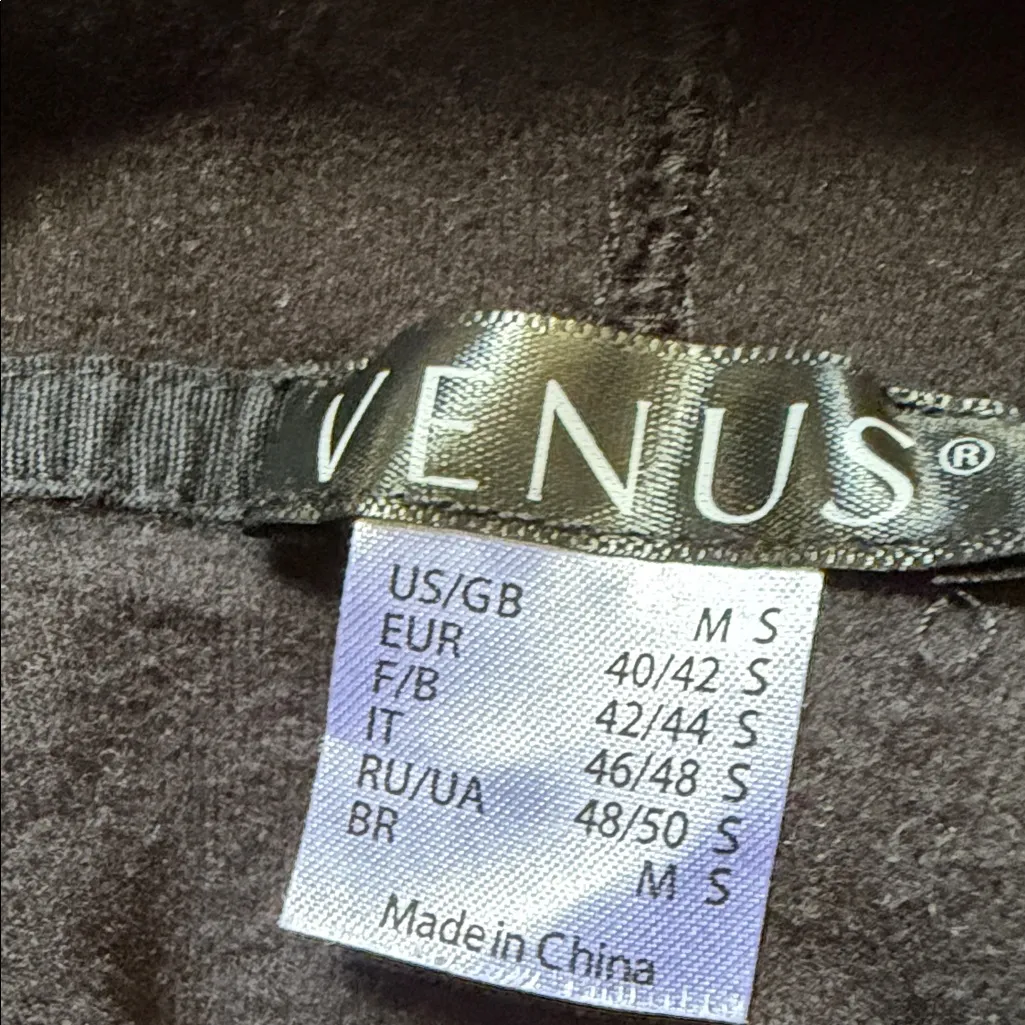 VENUS®
US/GB M S
EUR 40/42 S
F/B 42/44 S
IT 46/48 S
RU/UA 48/50 S
BR M S
Made in China